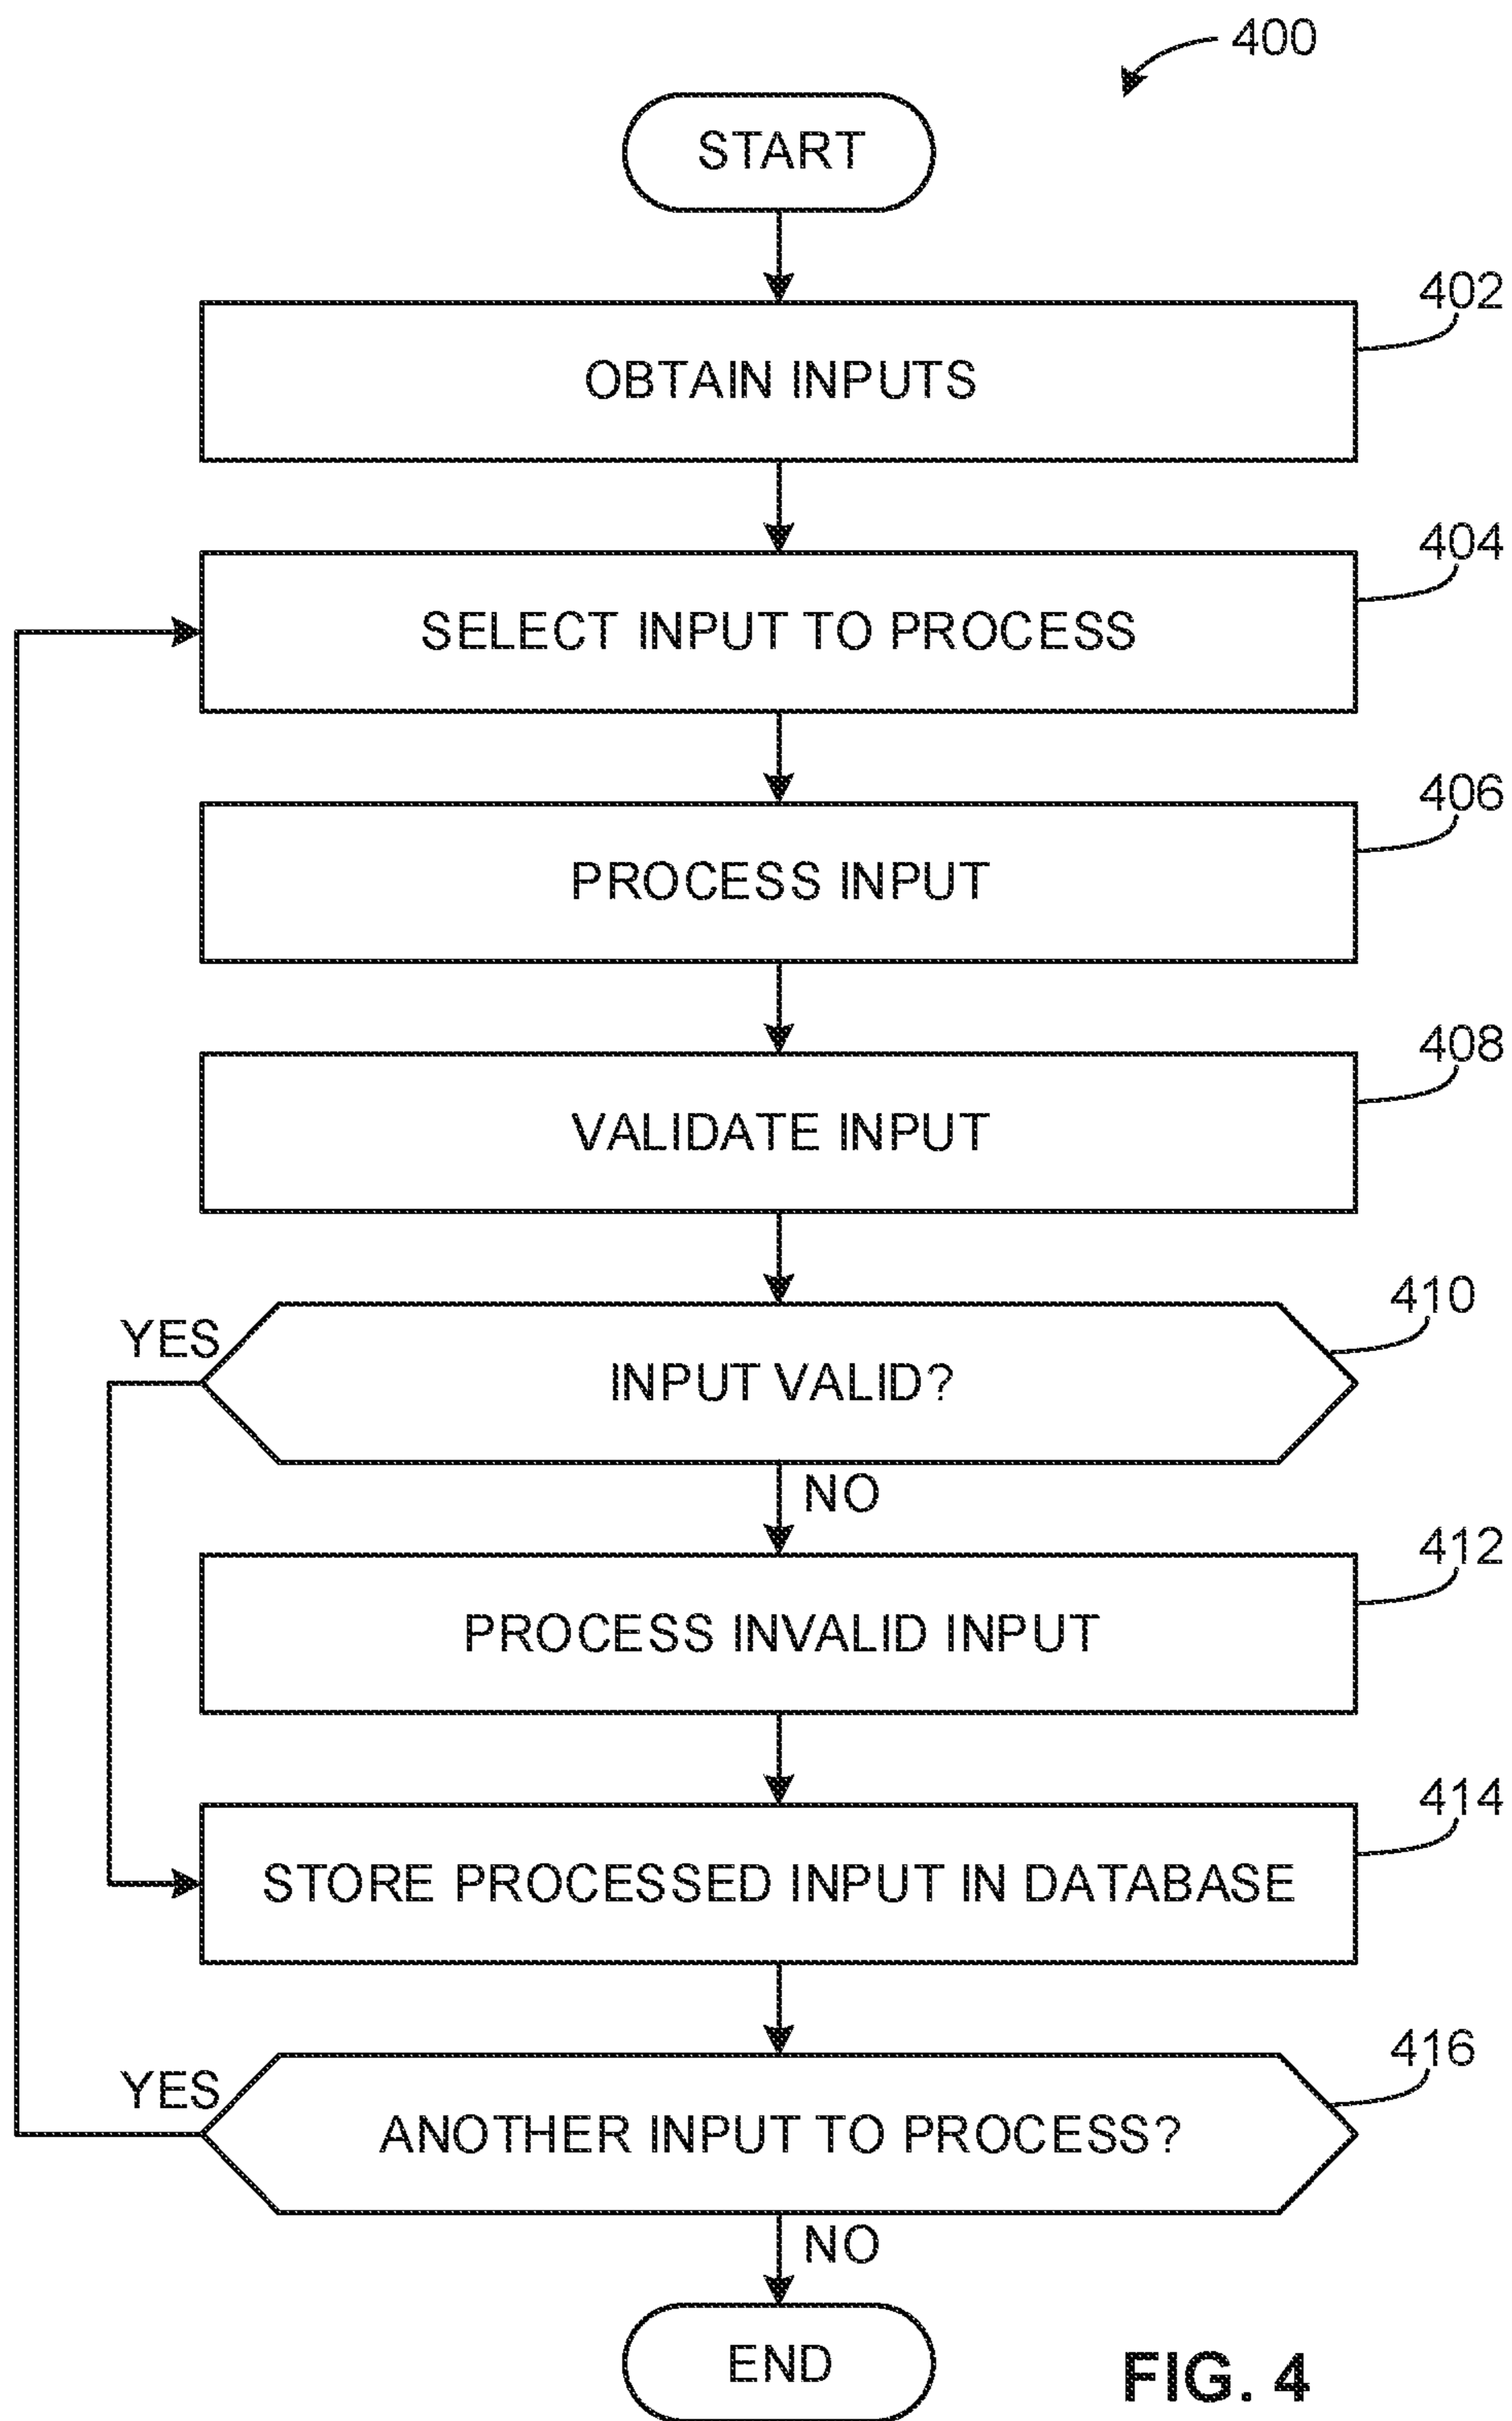 400
START
402
OBTAIN INPUTS
404
SELECT INPUT TO PROCESS
406
PROCESS INPUT
408
VALIDATE INPUT
410
YES
INPUT VALID?
NO
412
PROCESS INVALID INPUT
414
STORE PROCESSED INPUT IN DATABASE
416
YES
ANOTHER INPUT TO PROCESS?
NO
END
FIG. 4